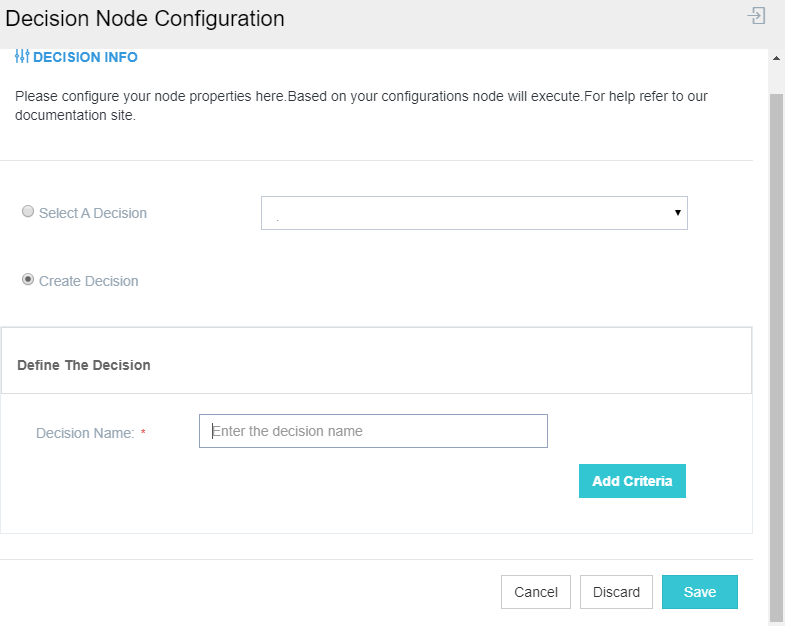 Decision Node Configuration
DECISION INFO
Please configure your node properties here.Based on your configurations node will execute.For help refer to our
documentation site.
Select A Decision
.
Create Decision
Define The Decision
Decision Name: *
Enter the decision name
Add Criteria
Cancel Discard Save